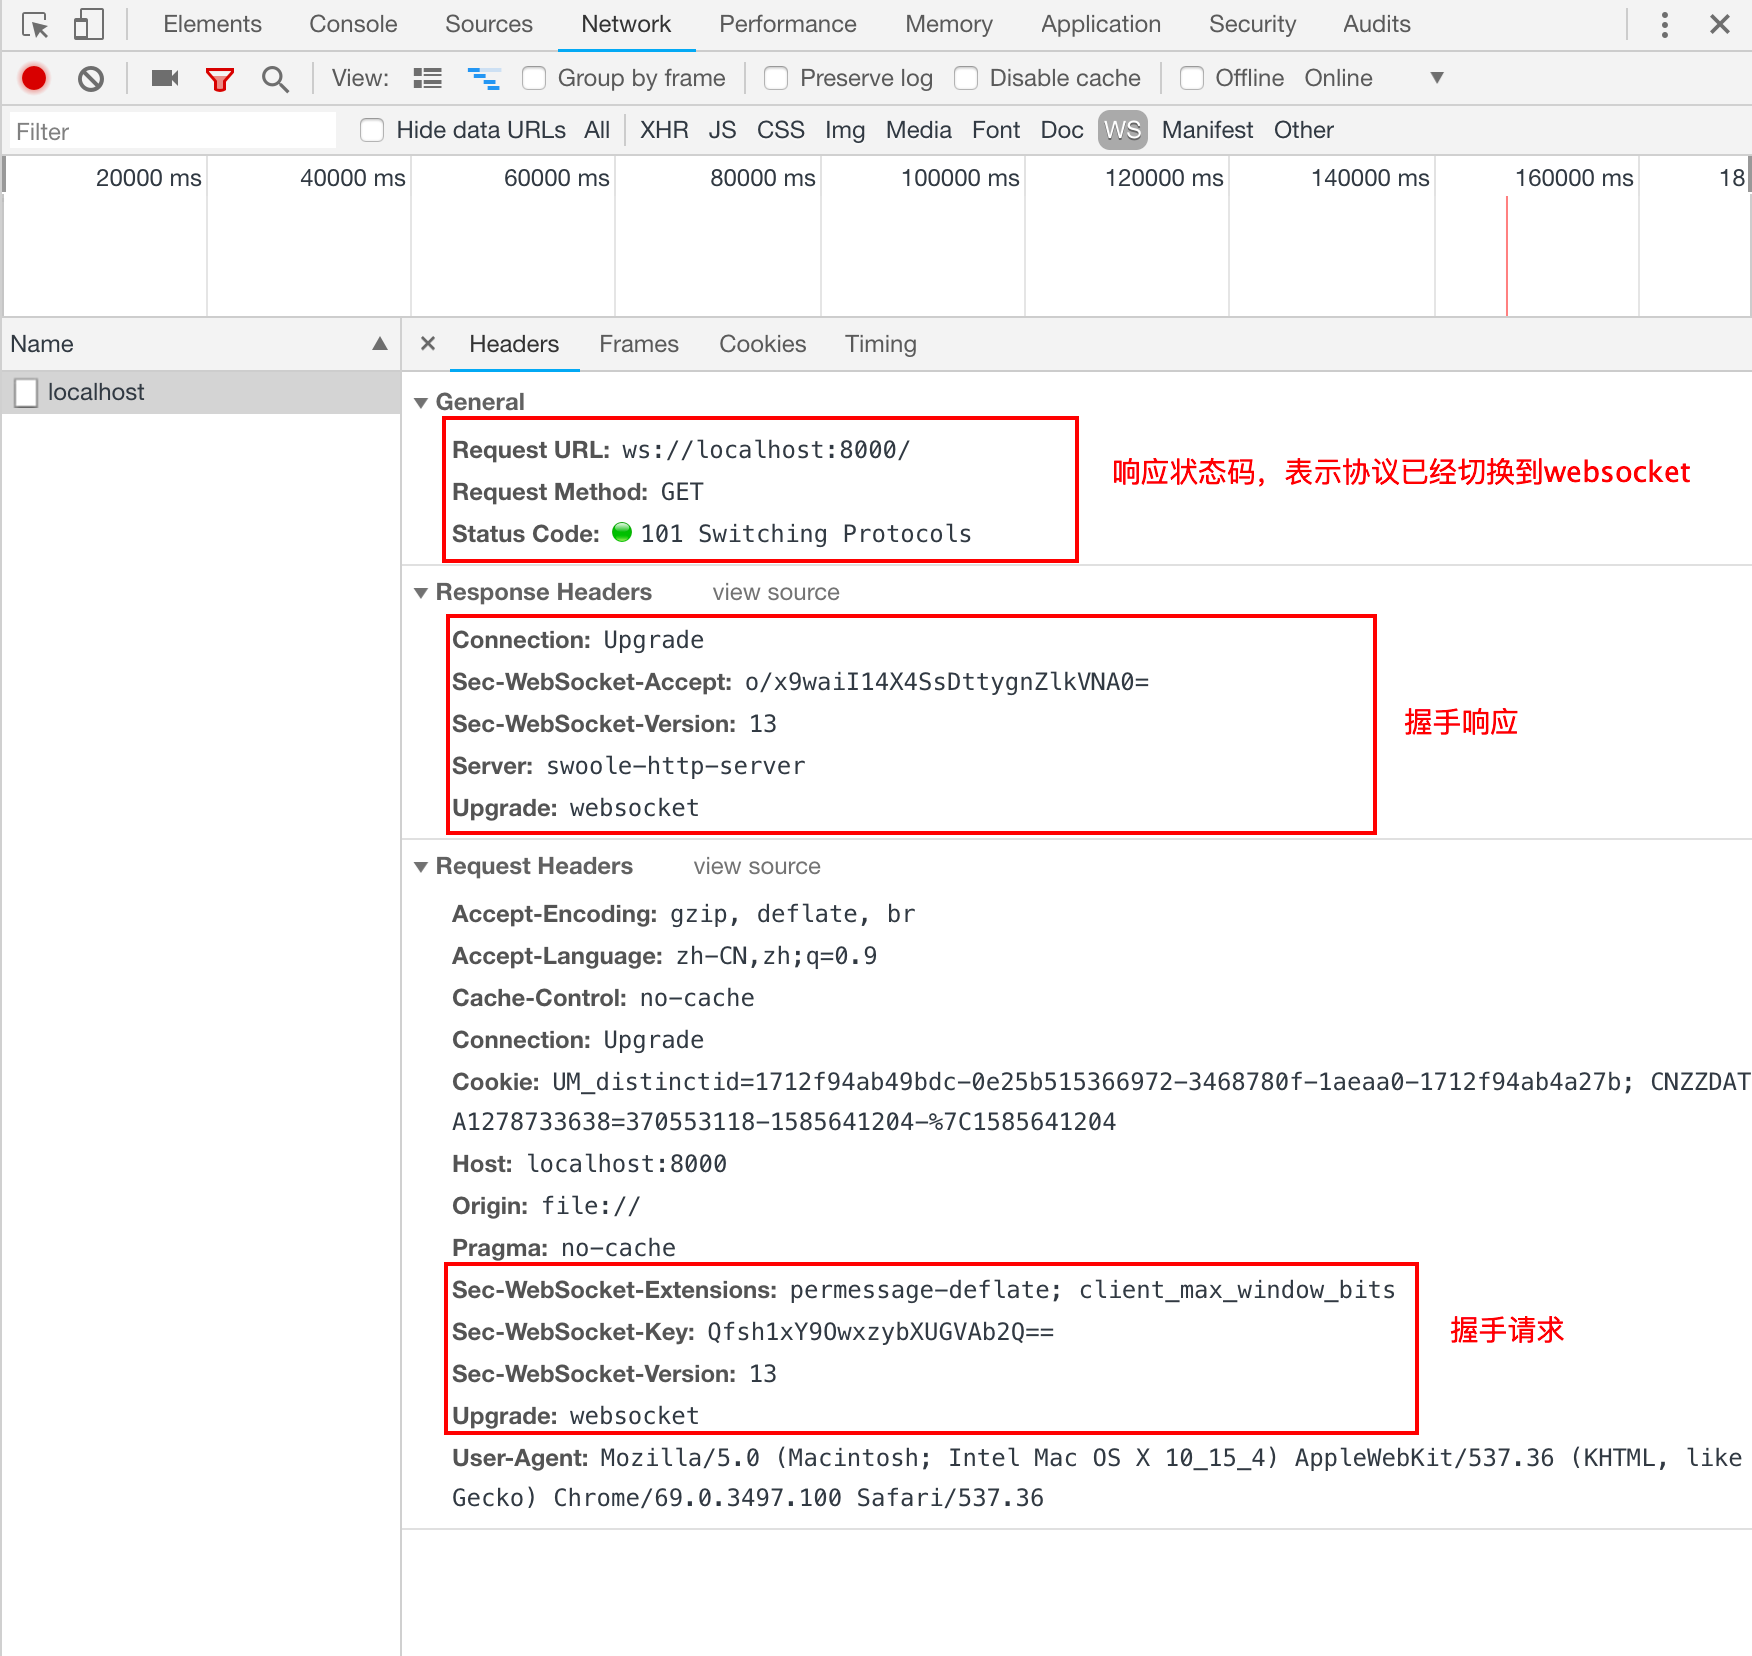 Elements Console Sources Network Performance Memory Application Security Audits
View: Group by frame Preserve log Disable cache Offline Online
Filter Hide data URLs All XHR JS CSS Img Media Font Doc WS Manifest Other
20000 ms 40000 ms 60000 ms 80000 ms 100000 ms 120000 ms 140000 ms 160000 ms 18
Name Headers Frames Cookies Timing
localhost
General
Request URL: ws://localhost:8000/
响应状态码，表示协议已经切换到websocket
Request Method: GET
Status Code: 101 Switching Protocols
Response Headers view source
Connection: Upgrade
Sec-WebSocket-Accept: o/x9waiI14X4SsDttygnZlkVNA0=
Sec-WebSocket-Version: 13
握手响应
Server: swoole-http-server
Upgrade: websocket
Request Headers view source
Accept-Encoding: gzip, deflate, br
Accept-Language: zh-CN,zh;q=0.9
Cache-Control: no-cache
Connection: Upgrade
Cookie: UM_distinctid=1712f94ab49bdc-0e25b515366972-3468780f-1aeaa0-1712f94ab4a27b; CNZZDAT
A1278733638=370553118-1585641204-%7C1585641204
Host: localhost:8000
Origin: file://
Pragma: no-cache
Sec-WebSocket-Extensions: permessage-deflate; client_max_window_bits
Sec-WebSocket-Key: Qfsh1xY9OwxzybXUGVAb2Q==
握手请求
Sec-WebSocket-Version: 13
Upgrade: websocket
User-Agent: Mozilla/5.0 (Macintosh; Intel Mac OS X 10_15_4) AppleWebKit/537.36 (KHTML, like
Gecko) Chrome/69.0.3497.100 Safari/537.36